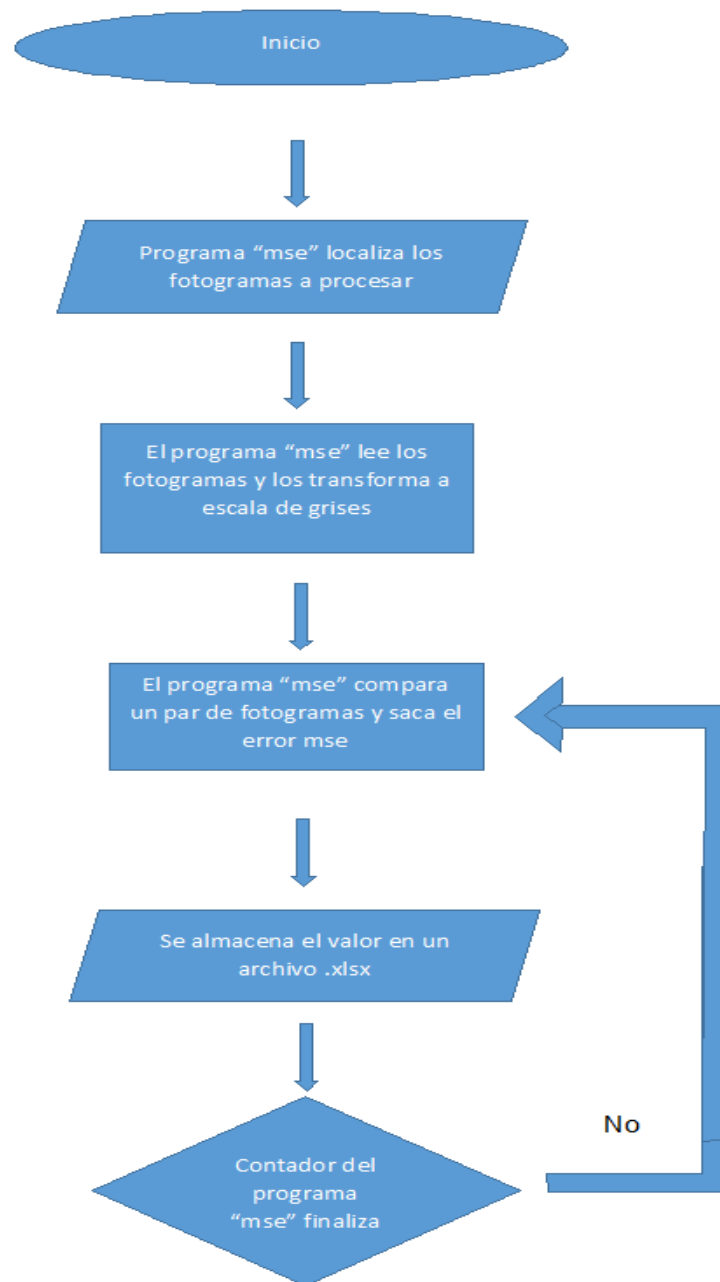 Inicio
Programa “mse” localiza los
fotogramas a procesar
El programa “mse” lee los
fotogramas y los transforma a
escala de grises
El programa “mse” compara
un par de fotogramas y saca el
error mse
Se almacena el valor en un
archivo .xlsx
No
Contador del
programa
“mse” finaliza